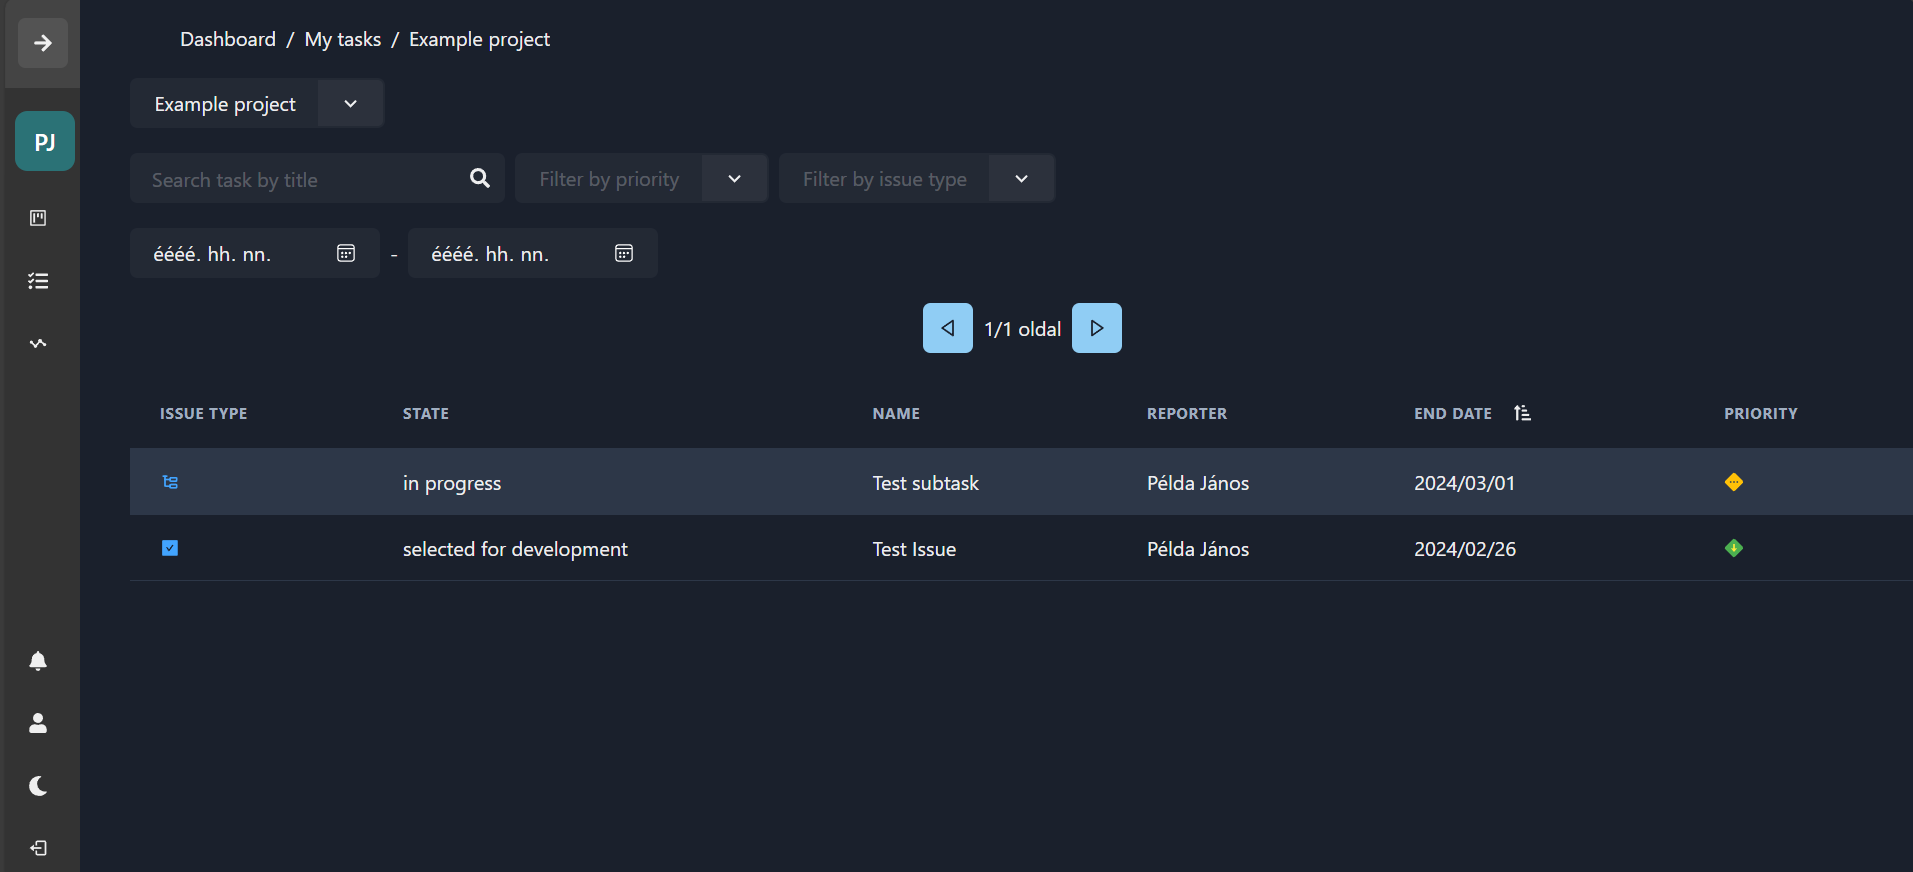 Dashboard / My tasks / Example project
Example project
PJ
Search task by title
Filter by priority
Filter by issue type
éééé. hh. nn. - éééé. hh. nn.
1/1 oldal
ISSUE TYPE STATE NAME REPORTER END DATE PRIORITY
in progress Test subtask Példa János 2024/03/01
selected for development Test Issue Példa János 2024/02/26